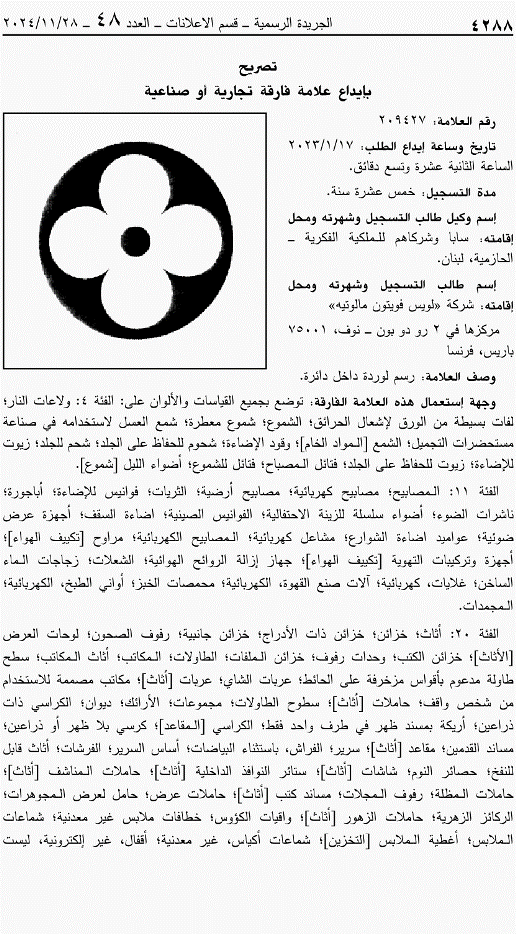 ٤٢٨٨
الجريدة الرسمية ــ قسم الاعلانات ــ العدد ٤٨ ــ ٢٠٢٤/١١/٢٨
تصريح
بإيداع علامة فارقة تجارية أو صناعية
رقم العلامة: ٢٠٩٤٢٧
تاريخ وساعة إيداع الطلب: ٢٠٢٣/١/١٧
الساعة الثانية عشرة وتسع دقائق.
مدة التسجيل: خمس عشرة سنة.
إسم وكيل طالب التسجيل وشهرته ومحل
إقامته: سابا وشركاهم للملكية الفكرية ــ
الحازمية، لبنان.
إسم طالب التسجيل وشهرته ومحل
إقامته: شركة «لويس فويتون مالوتيه»
مركزها في ٢ رو دو بون ــ نوف، ٧٥٠٠١
باريس، فرنسا
وصف العلامة: رسم لوردة داخل دائرة.
وجهة إستعمال هذه العلامة الفارقة: توضع بجميع القياسات والألوان على: الفئة ٤: ولاعات النار؛
لفات بسيطة من الورق لإشعال الحرائق؛ الشموع؛ شموع معطرة؛ شمع العسل لاستخدامه في صناعة
مستحضرات التجميل؛ الشمع [المواد الخام]؛ وقود الإضاءة؛ شحوم للحفاظ على الجلد؛ شحم للجلد؛ زيوت
للإضاءة؛ زيوت للحفاظ على الجلد؛ فتائل المصباح؛ فتائل للشموع؛ أضواء الليل [شموع].
الفئة ١١: المصابيح؛ مصابيح كهربائية؛ مصابيح أرضية؛ الثريات؛ فوانيس للإضاءة؛ أباجورة؛
ناشرات الضوء؛ أضواء سلسلة للزينة الاحتفالية؛ الفوانيس الصينية؛ اضاءة السقف؛ أجهزة عرض
ضوئية؛ عواميد اضاءة الشوارع؛ مشاعل كهربائية؛ المصابيح الكهربائية؛ مراوح [تكييف الهواء]؛
أجهزة وتركيبات التهوية [تكييف الهواء]؛ جهاز إزالة الروائح الهوائية؛ الشعلات؛ زجاجات الماء
الساخن؛ غلايات، كهربائية؛ آلات صنع القهوة، الكهربائية؛ محمصات الخبز؛ أواني الطبخ، الكهربائية؛
المجمدات.
الفئة ٢٠: أثاث؛ خزائن؛ خزائن ذات الأدراج؛ خزائن جانبية؛ رفوف الصحون؛ لوحات العرض
[الأثاث]؛ خزائن الكتب؛ وحدات رفوف؛ خزائن الملفات؛ الطاولات؛ المكاتب؛ أثاث المكاتب؛ سطح
طاولة مدعوم بأقواس مزخرفة على الحائط؛ عربات الشاي؛ عربات [أثاث]؛ مكاتب مصممة للاستخدام
من شخص واقف؛ حاملات [أثاث]؛ سطوح الطاولات؛ مجموعات؛ الأرائك؛ ديوان؛ الكراسي ذات
ذراعين؛ أريكة بمسند ظهر في طرف واحد فقط؛ الكراسي [المقاعد]؛ كرسي بلا ظهر أو ذراعين؛
مساند القدمين؛ مقاعد [أثاث]؛ سرير؛ الفراش، باستثناء البياضات؛ أساس السرير؛ الفرشات؛ أثاث قابل
للنفخ؛ حصائر النوم؛ شاشات [أثاث]؛ ستائر النوافذ الداخلية [أثاث]؛ حاملات المناشف [أثاث]؛
حاملات المظلة؛ رفوف المجلات؛ مساند كتب [أثاث]؛ حاملات عرض؛ حامل لعرض المجوهرات؛
الركائز الزهرية؛ حاملات الزهور [أثاث]؛ واقيات الكؤوس؛ خطافات ملابس غير معدنية؛ شماعات
الملابس؛ أغطية الملابس [التخزين]؛ شماعات أكياس، غير معدنية؛ أقفال، غير إلكترونية، ليست